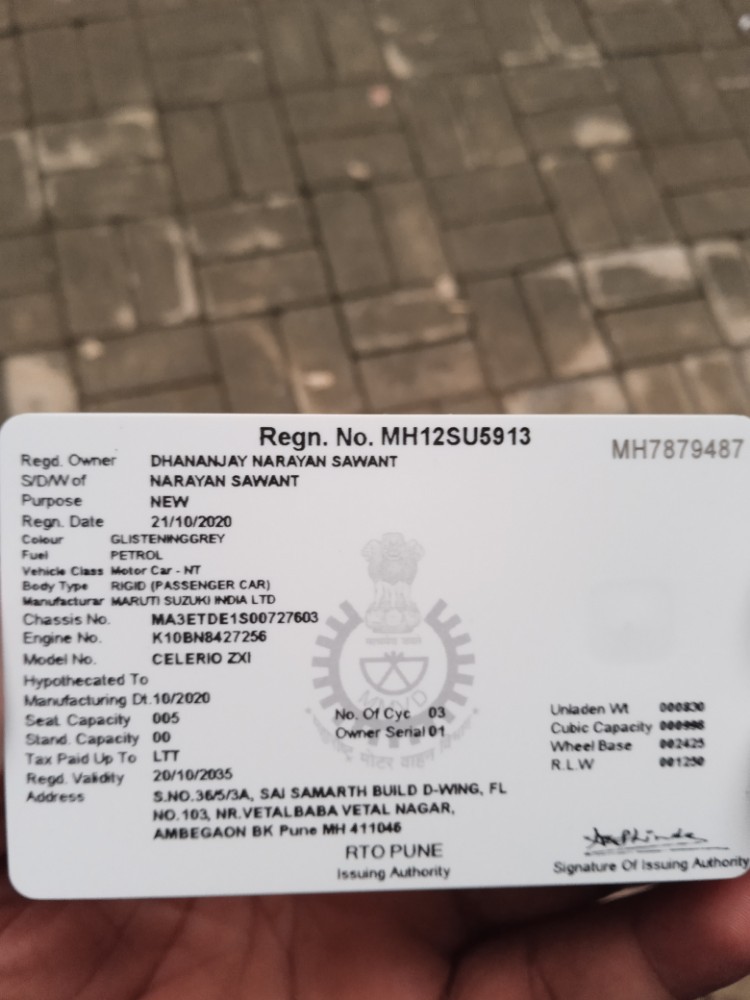 Regn. No. MH12SU5913
MH7879487
Regd. Owner DHANANJAY NARAYAN SAWANT
S/D/W of NARAYAN SAWANT
Purpose NEW
Regn. Date 21/10/2020
Colour GLISTENINGGREY
Fuel PETROL
Vehicle Class Motor Car - NT
Body Type RIGID (PASSENGER CAR)
Manufacturar MARUTI SUZUKI INDIA LTD
Chassis No. MA3ETDE1S00727603
Engine No. K10BN8427256
Model No. CELERIO ZXI
Hypothecated To
Manufacturing Dt. 10/2020
Seat Capacity 005 No. Of Cyc 03 Unladen Wt 000830
Stand. Capacity 00 Owner Serial 01 Cubic Capacity 000998
Tax Paid Up To LTT Wheel Base 002425
Regd. Validity 20/10/2035 R.L.W 001250
Address S.NO.36/5/3A, SAI SAMARTH BUILD D-WING, FL
NO.103, NR.VETALBABA VETAL NAGAR,
AMBEGAON BK Pune MH 411046
RTO PUNE
Issuing Authority
Signature Of Issuing Authority